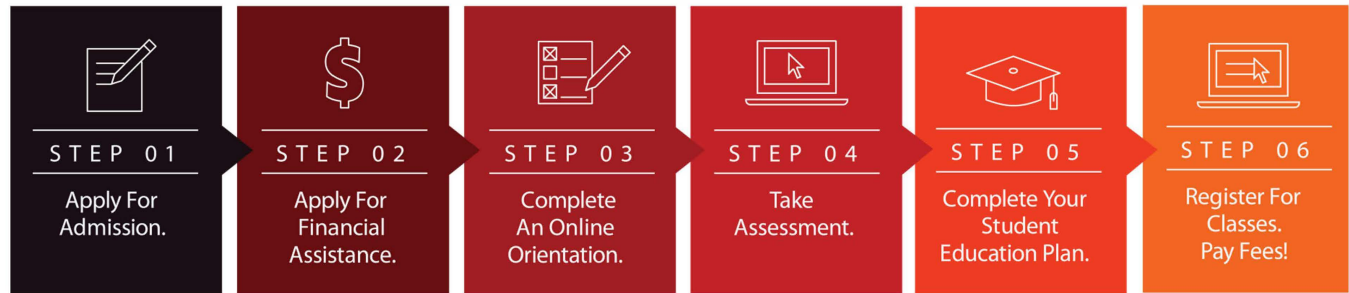 STEP 01
Apply For
Admission.
STEP 02
Apply For
Financial
Assistance.
STEP 03
Complete
An Online
Orientation.
STEP 04
Take
Assessment.
STEP 05
Complete Your
Student
Education Plan.
STEP 06
Register For
Classes.
Pay Fees!